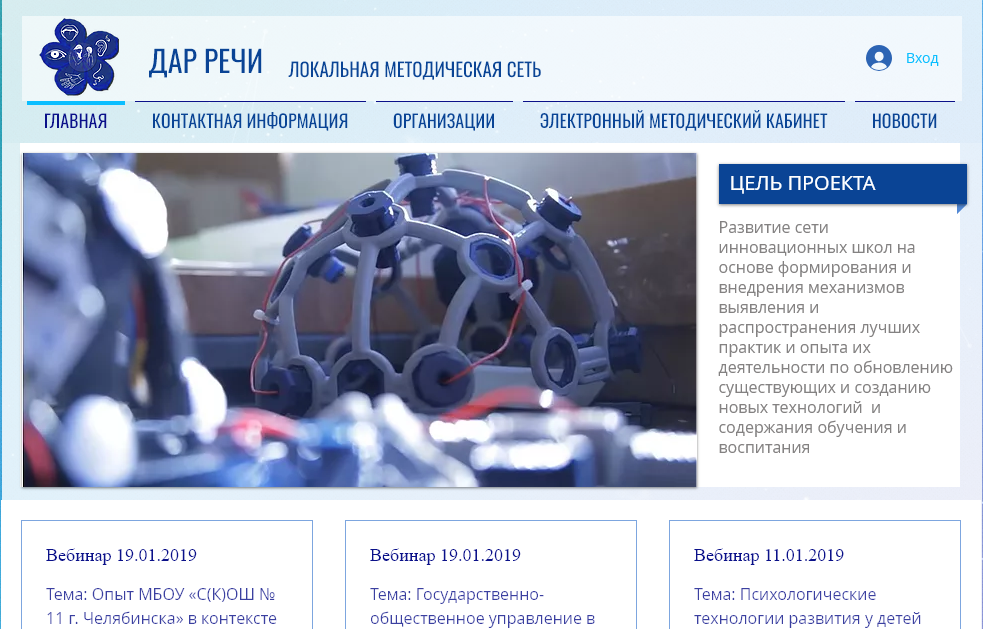 ДАР РЕЧИ
ЛОКАЛЬНАЯ МЕТОДИЧЕСКАЯ СЕТЬ
Вход
ГЛАВНАЯ
КОНТАКТНАЯ ИНФОРМАЦИЯ
ОРГАНИЗАЦИИ
ЭЛЕКТРОННЫЙ МЕТОДИЧЕСКИЙ КАБИНЕТ
НОВОСТИ
ЦЕЛЬ ПРОЕКТА
Развитие сети
инновационных школ на
основе формирования и
внедрения механизмов
выявления и
распространения лучших
практик и опыта их
деятельности по обновлению
существующих и созданию
новых технологий  и
содержания обучения и
воспитания
Вебинар 19.01.2019
Тема: Опыт МБОУ «С(К)ОШ №
11 г. Челябинска» в контексте
Вебинар 19.01.2019
Тема: Государственно-
общественное управление в
Вебинар 11.01.2019
Тема: Психологические
технологии развития у детей